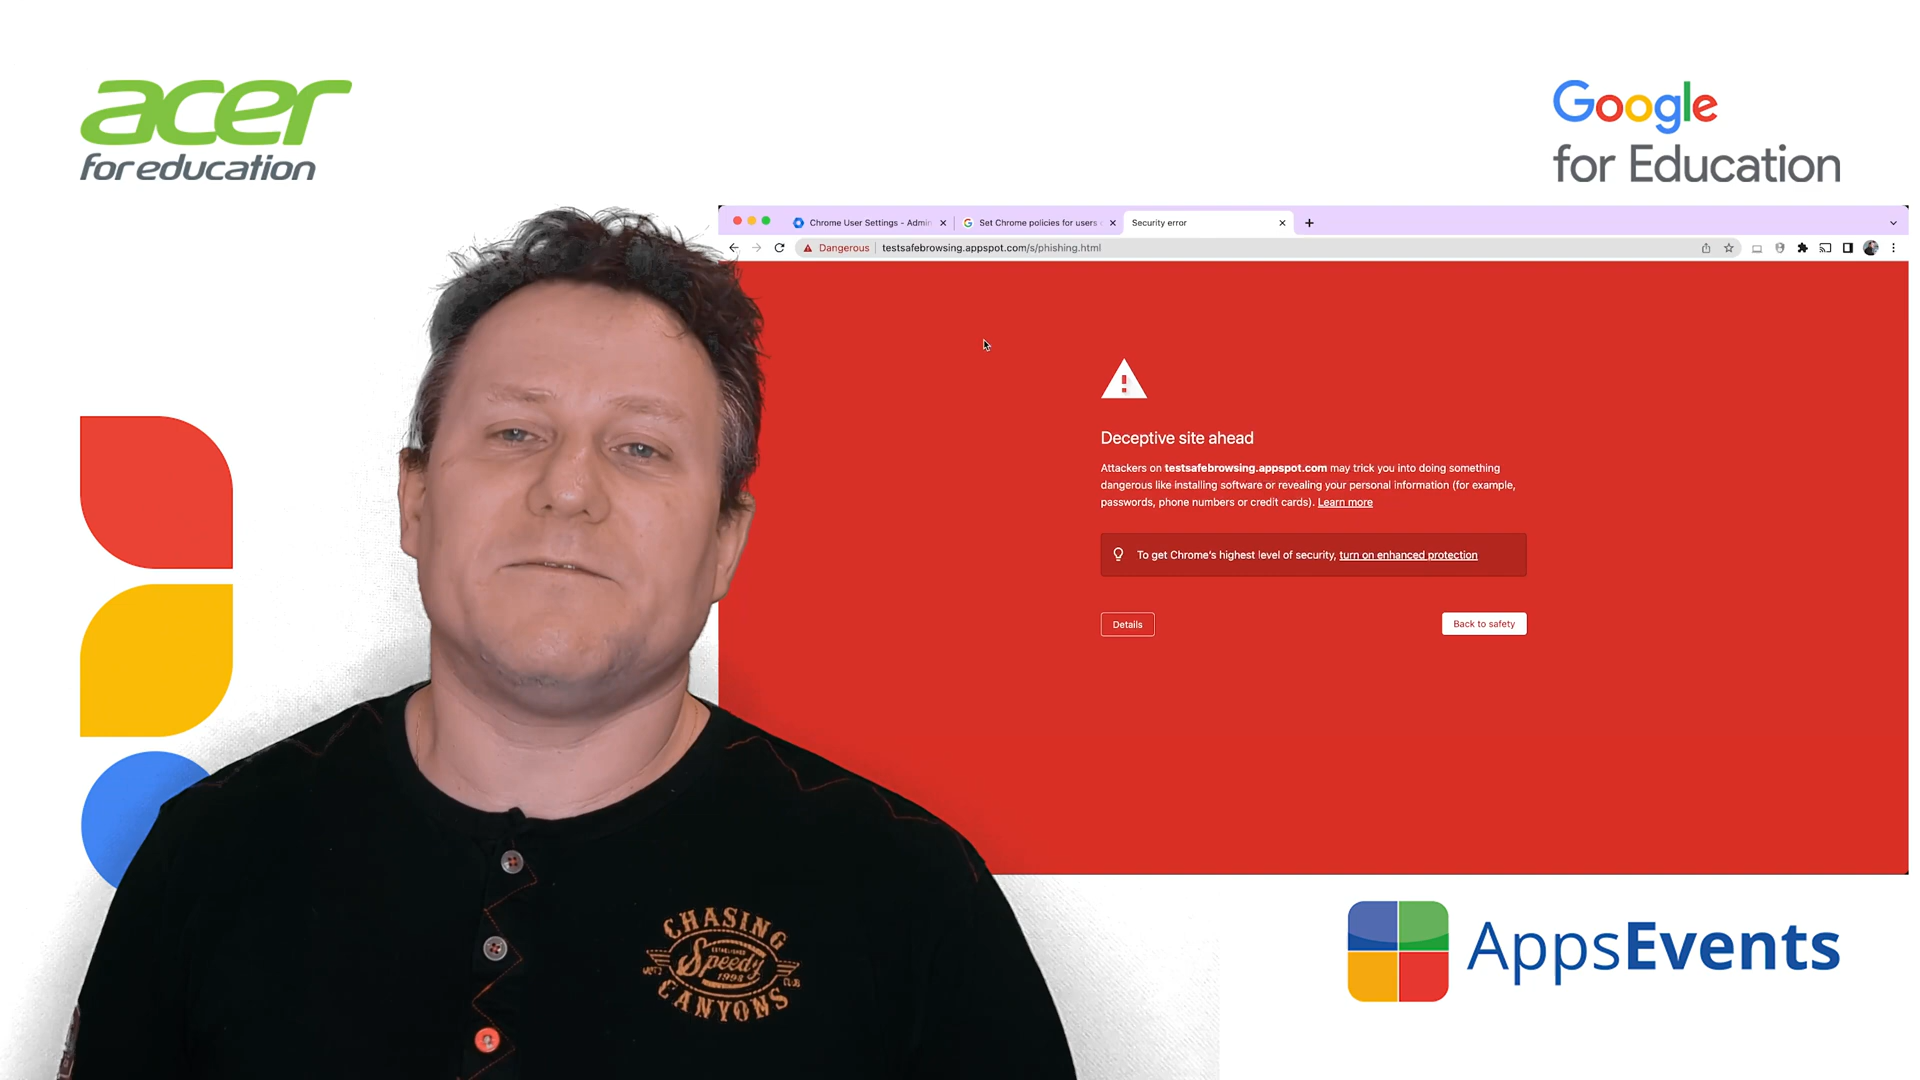 acer
for education
Google
for Education
Chrome User Settings - Admin
Set Chrome policies for users
Security error
Dangerous
testsafebrowsing.appspot.com/s/phishing.html
Deceptive site ahead
Attackers on testsafebrowsing.appspot.com may trick you into doing something
dangerous like installing software or revealing your personal information (for example,
passwords, phone numbers or credit cards). Learn more
To get Chrome's highest level of security, turn on enhanced protection
Details
Back to safety
CHASING
ESTABLISHED
Speedy
1998
CANYONS
AppsEvents